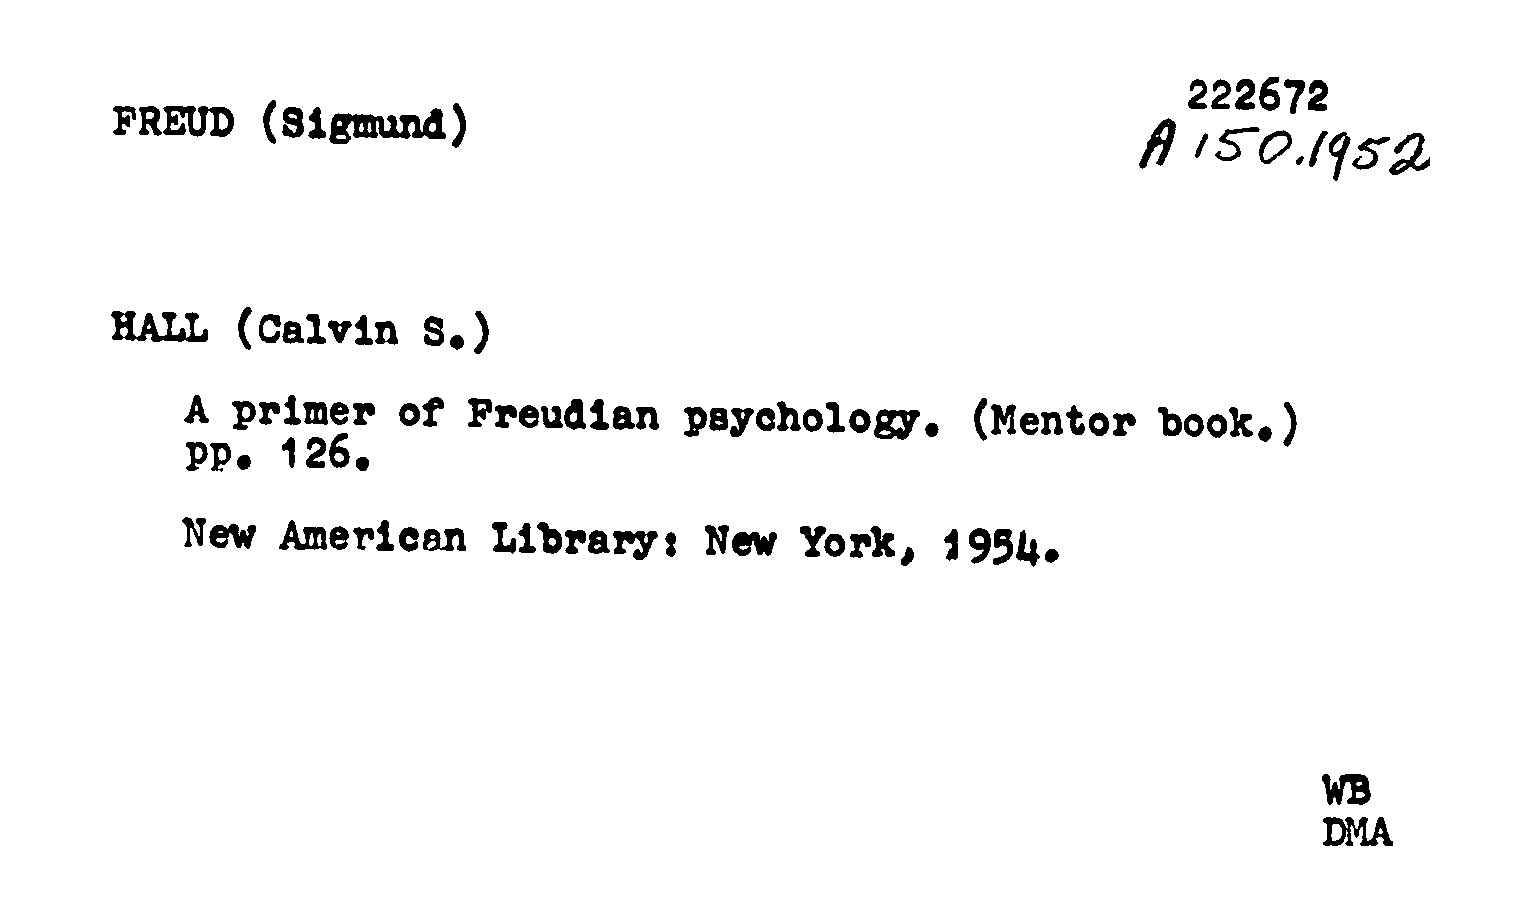 222672
FREUD (Sigmund)
A 150.1952
HALL (Calvin S.)
A primer of Freudian psychology. (Mentor book.)
pp. 126.
New American Library: New York, 1954.
WB
DMA